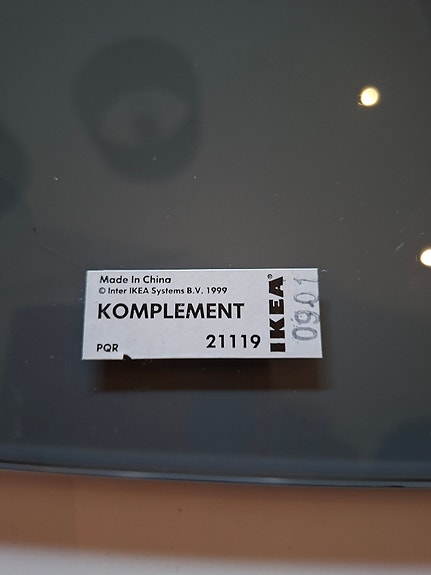 Made In China
© Inter IKEA Systems B.V. 1999
KOMPLEMENT
21119
PQR
IKEA®
0901